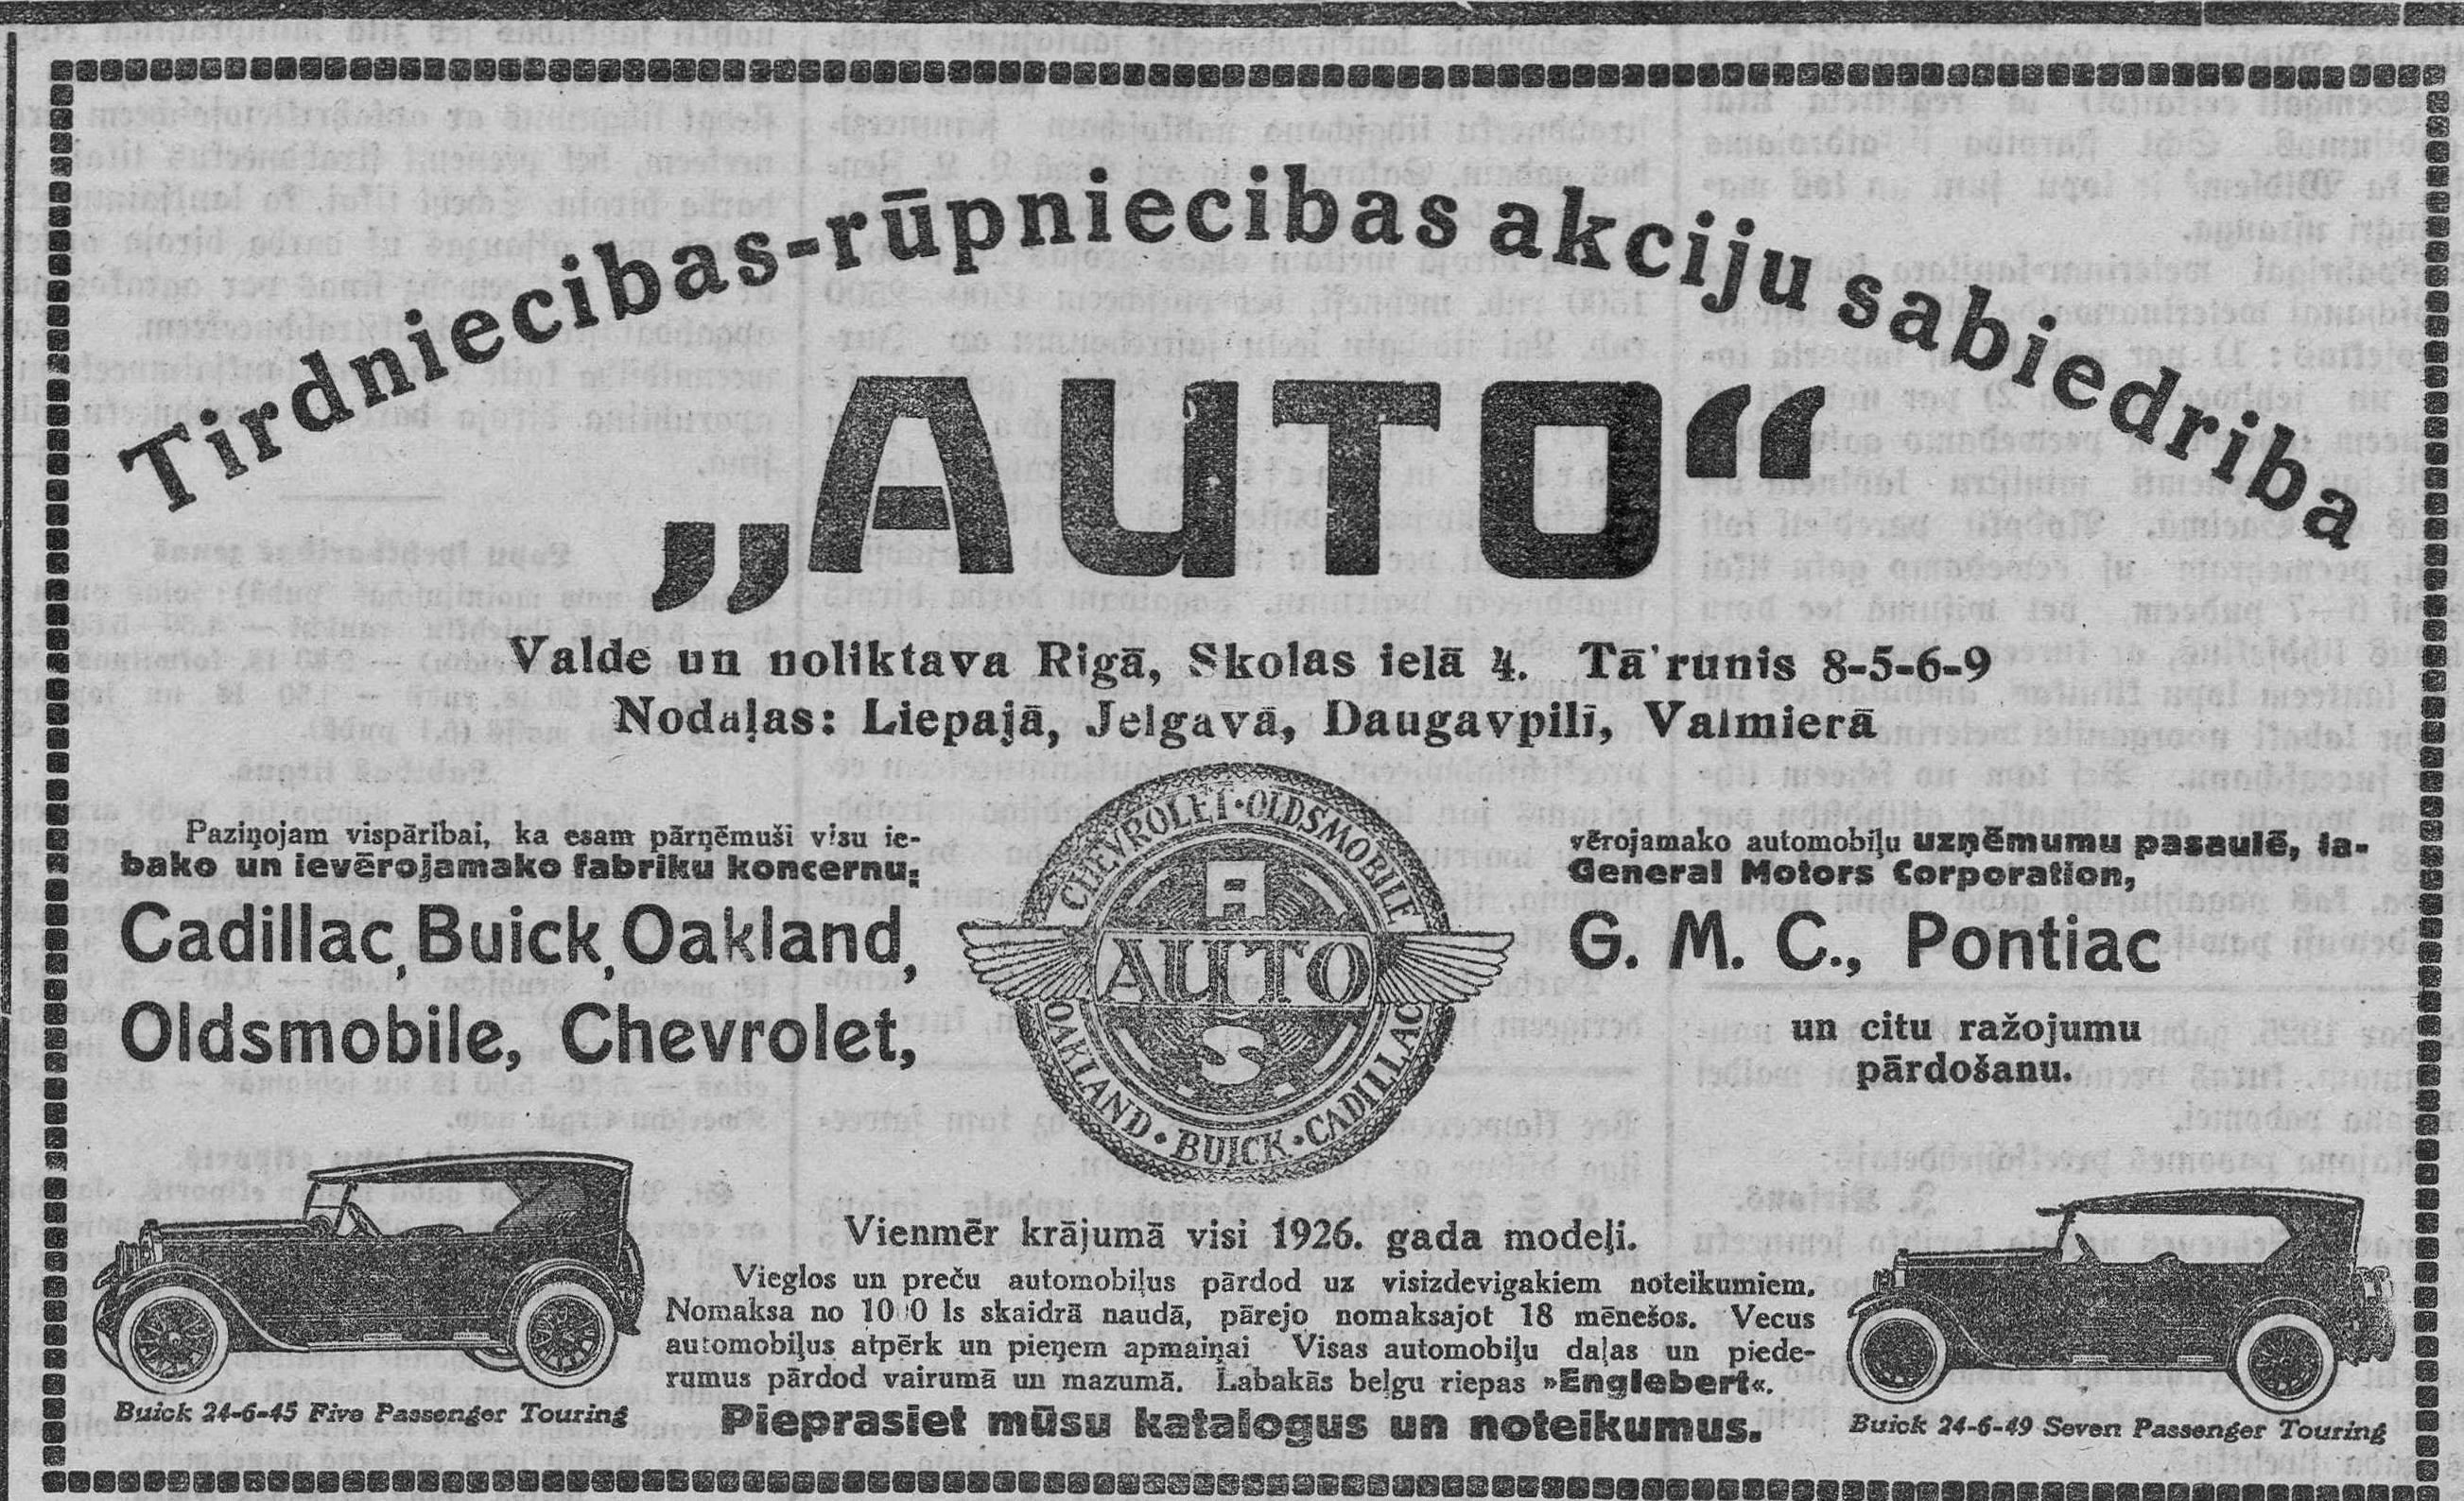 Tirdniecibas-rūpniecibas akciju sabiedriba
„AUTO“
Valde un noliktava Rigā, Skolas ielā 4. Tā'runis 8-5-6-9
Nodaļas: Liepajā, Jelgavā, Daugavpilī, Valmierā
Paziņojam vispāribai, ka esam pārņēmuši visu ie-
bako un ievērojamako fabriku koncernu:
Cadillac, Buick, Oakland,
Oldsmobile, Chevrolet,
CHEVROLET · OLDSMOBILE
A
AUTO
S
OAKLAND · BUICK · CADILLAC
vērojamako automobiļu uzņēmumu pasaulē, la-
General Motors Corporation,
G. M. C., Pontiac
un citu ražojumu
pārdošanu.
Vienmēr krājumā visi 1926. gada modeļi.
Vieglos un preču automobiļus pārdod uz visizdevigakiem noteikumiem.
Nomaksa no 1000 ls skaidrā naudā, pārejo nomaksajot 18 mēnešos. Vecus
automobiļus atpērk un pieņem apmaiņai Visas automobiļu daļas un piede-
rumus pārdod vairumā un mazumā. Labakās beļgu riepas »Englebert«.
Pieprasiet mūsu katalogus un noteikumus.
Buick 24-6-45 Five Passenger Touring
Buick 24-6-49 Seven Passenger Touring